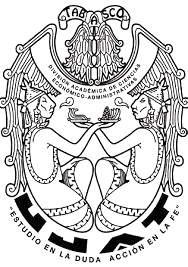 TABASCO
DIVISIÓN ACADÉMICA DE CIENCIAS
ECONÓMICO-ADMINISTRATIVAS
UJAT
"ESTUDIO EN LA DUDA ACCIÓN EN LA FE"